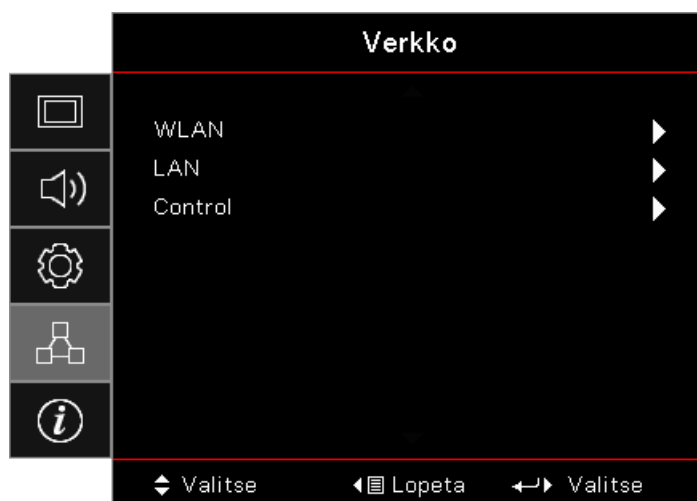 Verkko
WLAN
LAN
Control
Valitse Lopeta Valitse